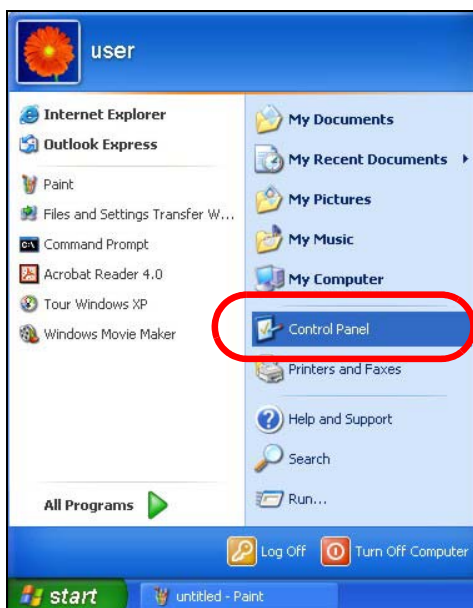 user
Internet Explorer
Outlook Express
Paint
Files and Settings Transfer W...
Command Prompt
Acrobat Reader 4.0
Tour Windows XP
Windows Movie Maker
All Programs
My Documents
My Recent Documents
My Pictures
My Music
My Computer
Control Panel
Printers and Faxes
Help and Support
Search
Run...
Log Off
Turn Off Computer
start
untitled - Paint